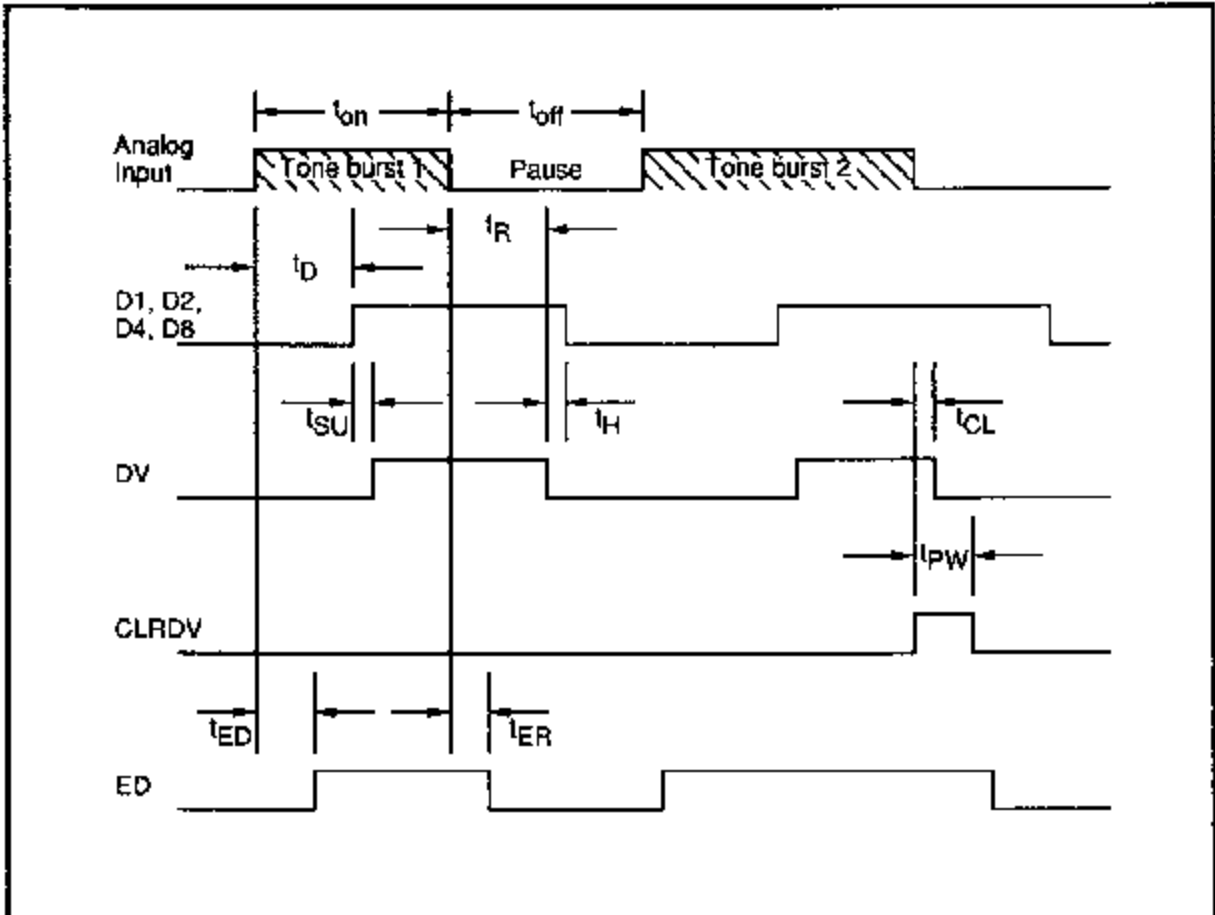 t_on t_off
Analog
Input
Tone burst 1 Pause Tone burst 2
t_R
t_D
D1, D2,
D4, D8
t_SU t_H t_CL
DV
t_PW
CLRDV
t_ED t_ER
ED